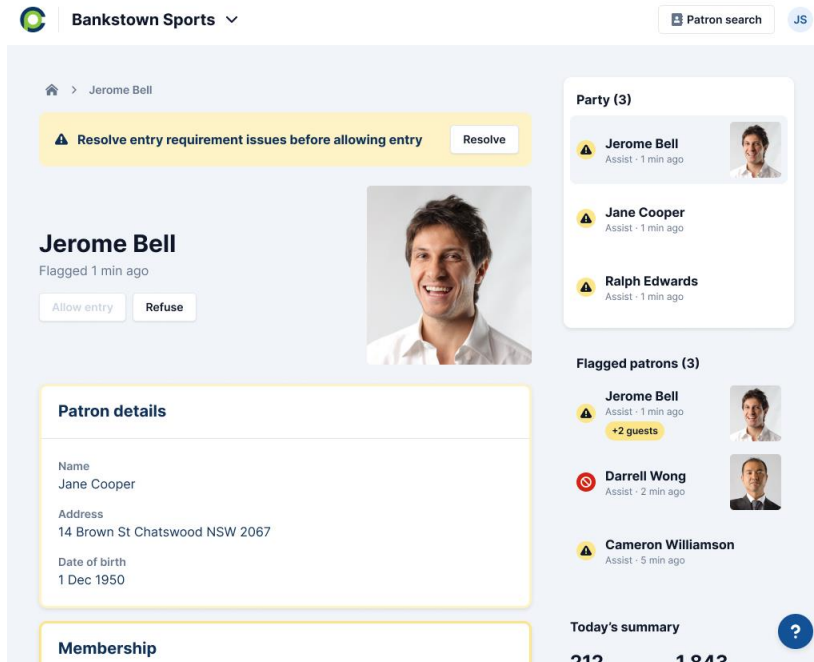 Bankstown Sports
Patron search
JS
Jerome Bell
Resolve entry requirement issues before allowing entry
Resolve
Jerome Bell
Flagged 1 min ago
Allow entry
Refuse
Patron details
Name
Jane Cooper
Address
14 Brown St Chatswood NSW 2067
Date of birth
1 Dec 1950
Membership
Party (3)
Jerome Bell
Assist · 1 min ago
Jane Cooper
Assist · 1 min ago
Ralph Edwards
Assist · 1 min ago
Flagged patrons (3)
Jerome Bell
Assist · 1 min ago
+2 guests
Darrell Wong
Assist · 2 min ago
Cameron Williamson
Assist · 5 min ago
Today's summary
212
1,843
?